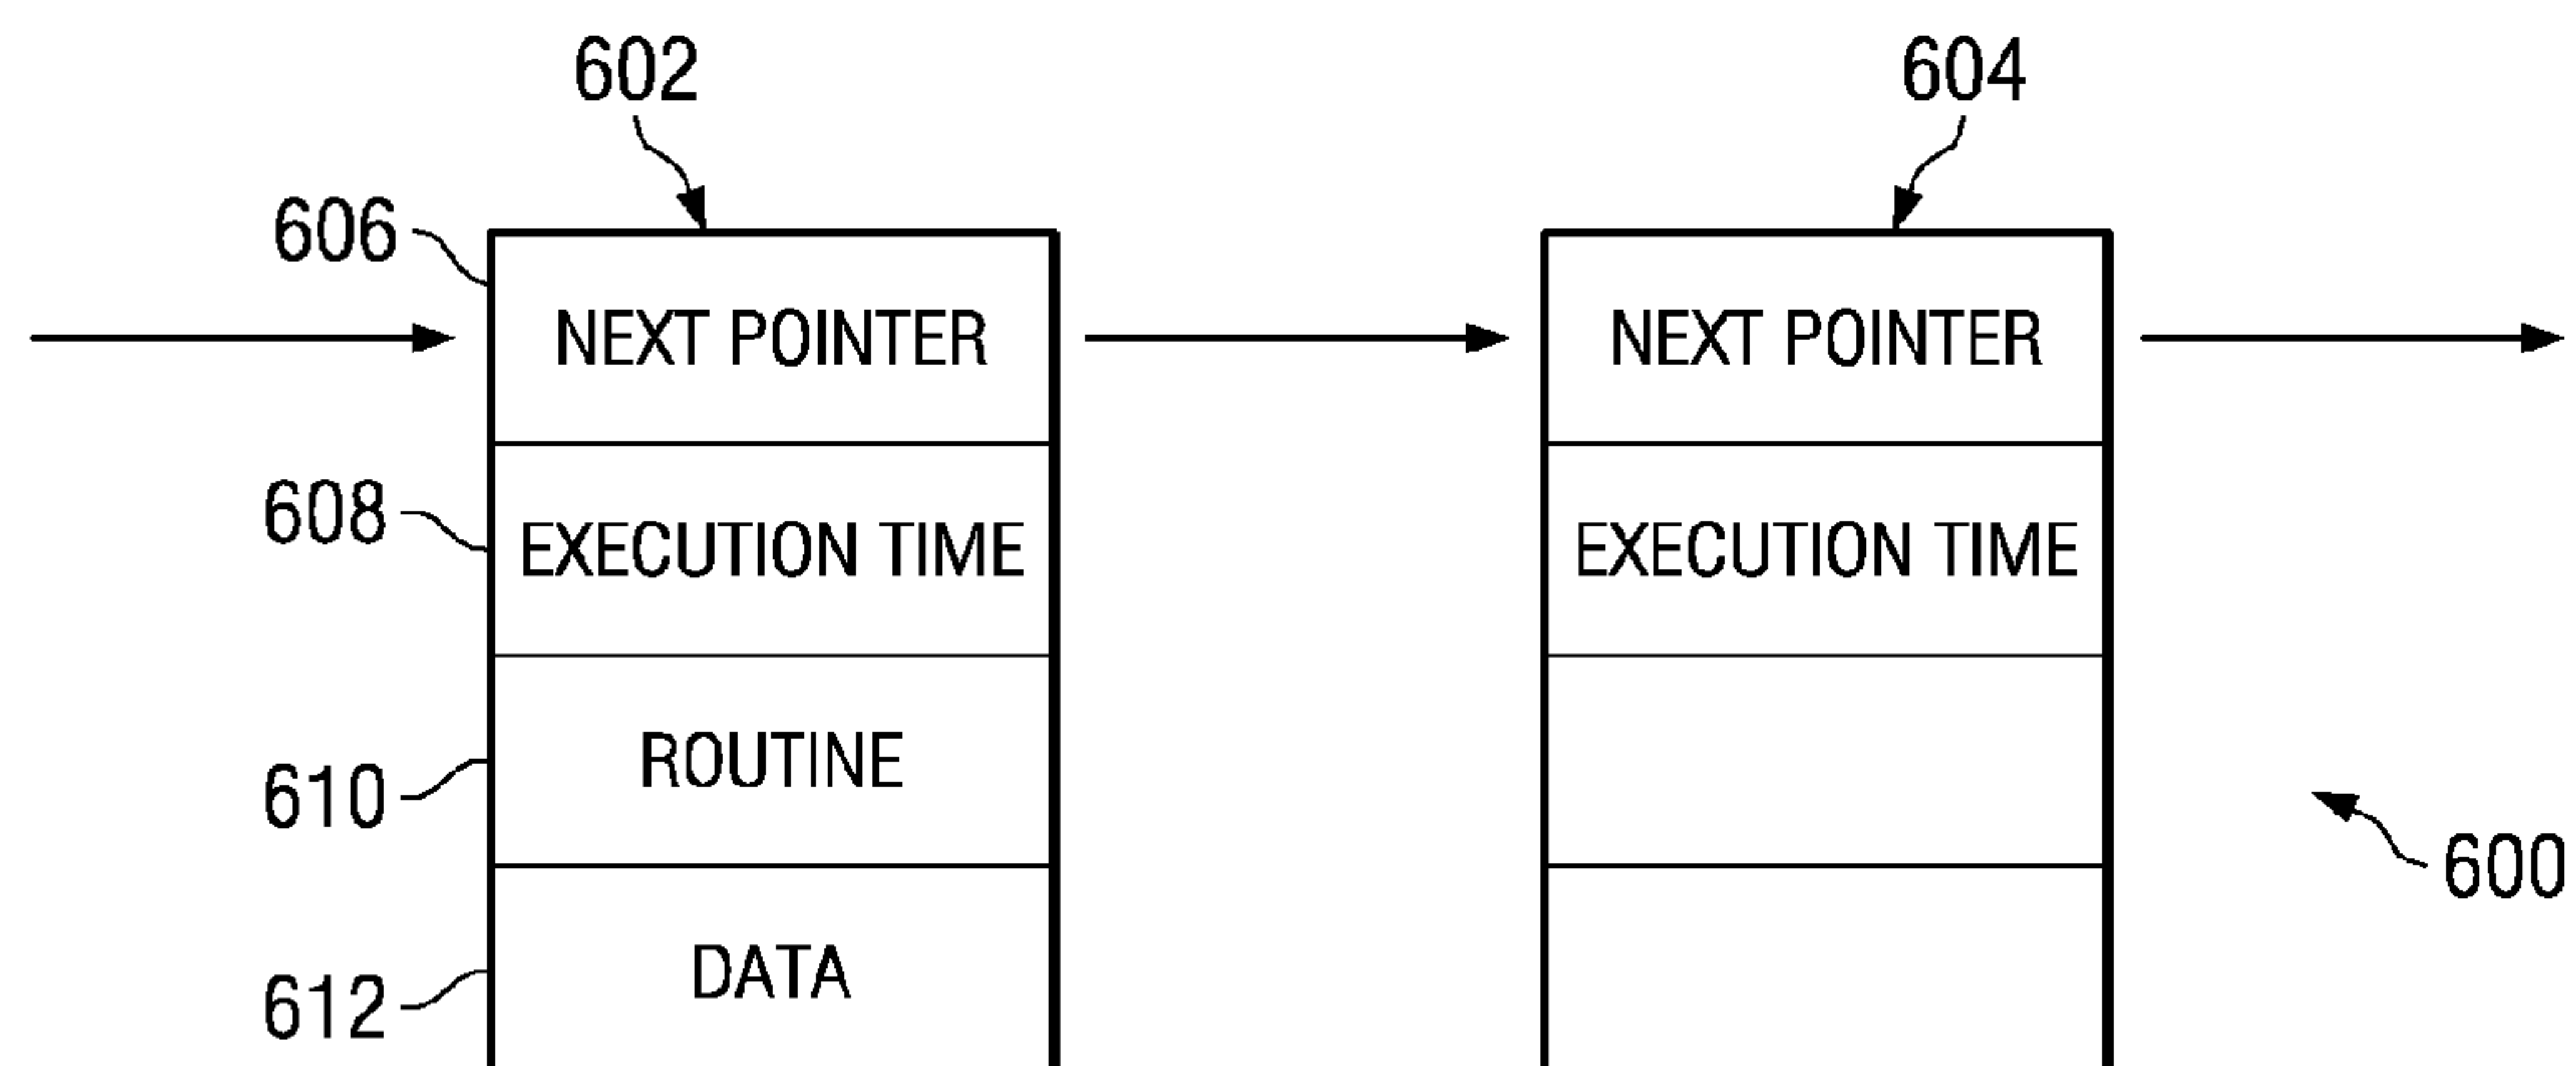 602 604
606
NEXT POINTER NEXT POINTER
608 EXECUTION TIME EXECUTION TIME
610 ROUTINE
600
612 DATA